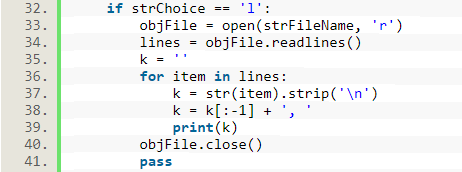 32.     if strChoice == 'l':
33.         objFile = open(strFileName, 'r')
34.         lines = objFile.readlines()
35.         k = ''
36.         for item in lines:
37.             k = str(item).strip('\n')
38.             k = k[:-1] + ', '
39.             print(k)
40.         objFile.close()
41.         pass